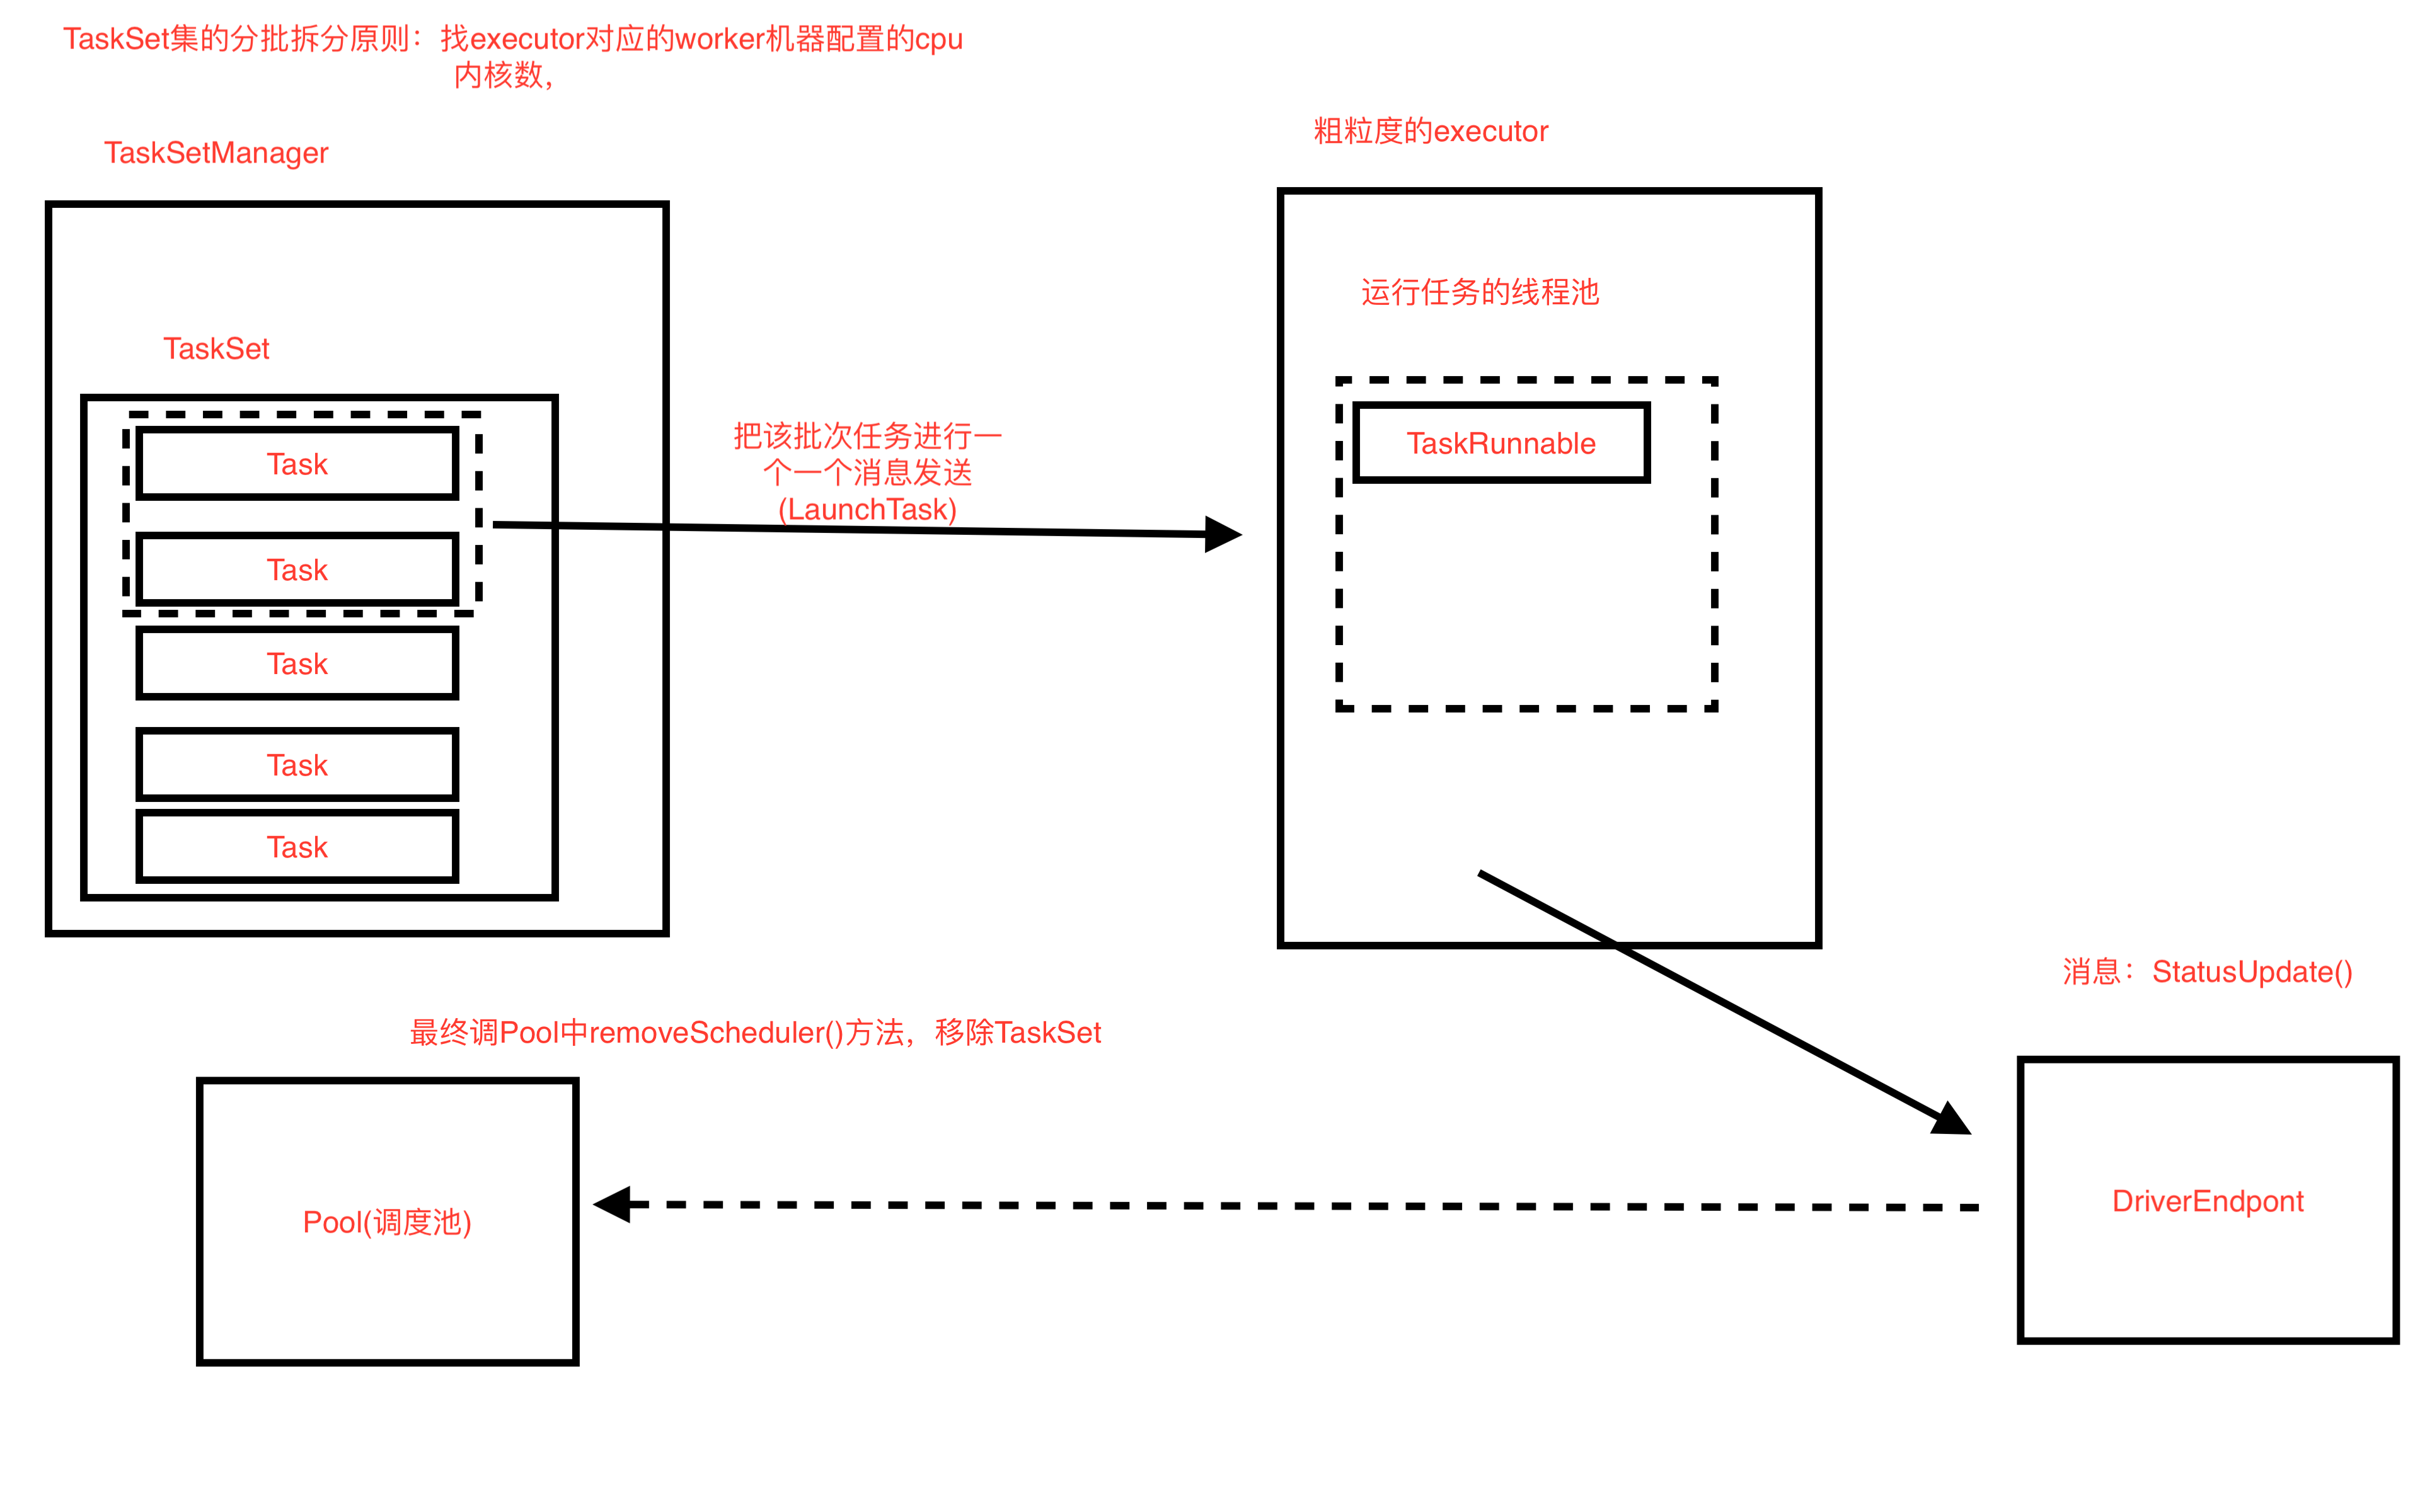 TaskSet集的分批拆分原则：找executor对应的worker机器配置的cpu
内核数，
TaskSetManager
粗粒度的executor
运行任务的线程池
TaskSet
Task
Task
Task
Task
Task
把该批次任务进行一
个一个消息发送
(LaunchTask)
TaskRunnable
消息：StatusUpdate()
最终调Pool中removeScheduler()方法，移除TaskSet
Pool(调度池)
DriverEndpont